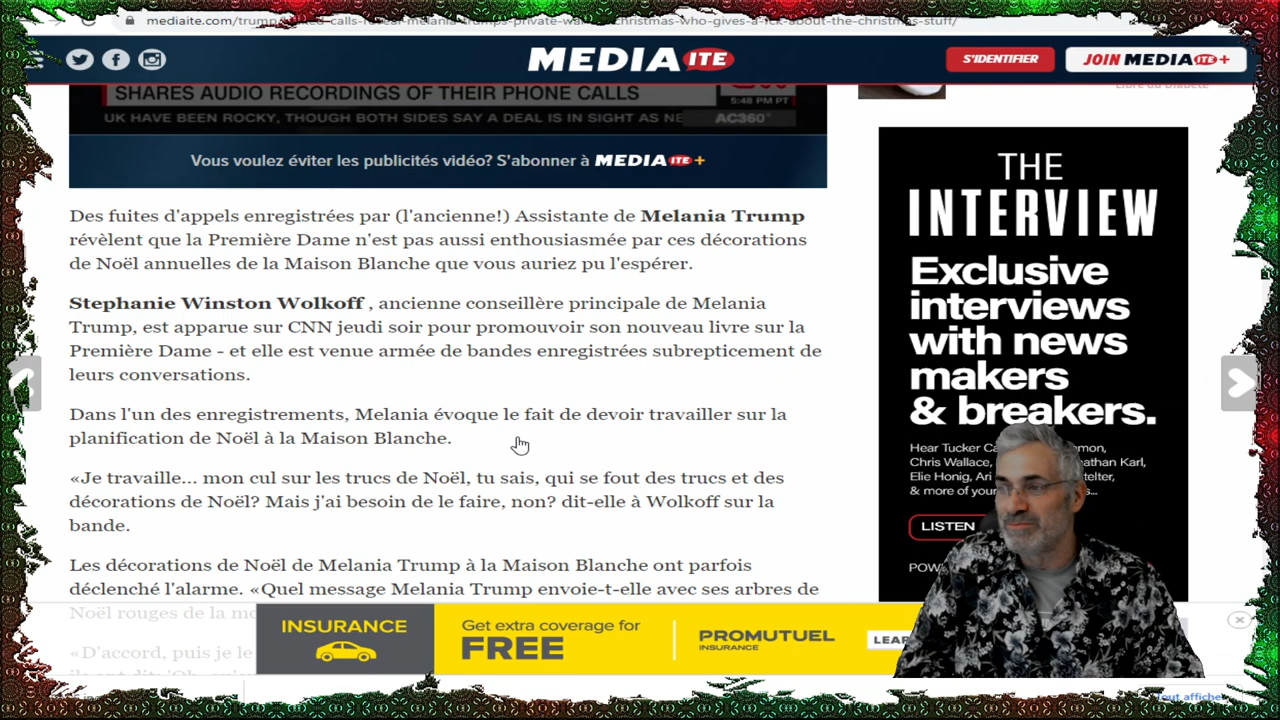 mediaite.com/trump
calls-reveal-melania-trumps-private-wa
christmas-who-gives-a-fck-about-the-christmas-stuff/
MEDIAITE
S'IDENTIFIER
JOIN MEDIAITE+
SHARES AUDIO RECORDINGS OF THEIR PHONE CALLS
5:48 PM PT
UK HAVE BEEN ROCKY, THOUGH BOTH SIDES SAY A DEAL IS IN SIGHT AS NE
AC360°
Vous voulez éviter les publicités vidéo? S'abonner à MEDIAITE+
Des fuites d'appels enregistrées par (l'ancienne!) Assistante de Melania Trump
révèlent que la Première Dame n'est pas aussi enthousiasmée par ces décorations
de Noël annuelles de la Maison Blanche que vous auriez pu l'espérer.
Stephanie Winston Wolkoff , ancienne conseillère principale de Melania
Trump, est apparue sur CNN jeudi soir pour promouvoir son nouveau livre sur la
Première Dame - et elle est venue armée de bandes enregistrées subrepticement de
leurs conversations.
Dans l'un des enregistrements, Melania évoque le fait de devoir travailler sur la
planification de Noël à la Maison Blanche.
«Je travaille... mon cul sur les trucs de Noël, tu sais, qui se fout des trucs et des
décorations de Noël? Mais j'ai besoin de le faire, non? dit-elle à Wolkoff sur la
bande.
Les décorations de Noël de Melania Trump à la Maison Blanche ont parfois
déclenché l'alarme. «Quel message Melania Trump envoie-t-elle avec ses arbres de
Noël rouges de la mo
«D'accord, puis je le
THE
INTERVIEW
Exclusive
interviews
with news
makers
& breakers.
Hear Tucker Ca
Chris Wallace,
Elie Honig, Ari
& more of your
LISTEN
INSURANCE
Get extra coverage for
FREE
PROMUTUEL
INSURANCE
LEAR
Tout affiche